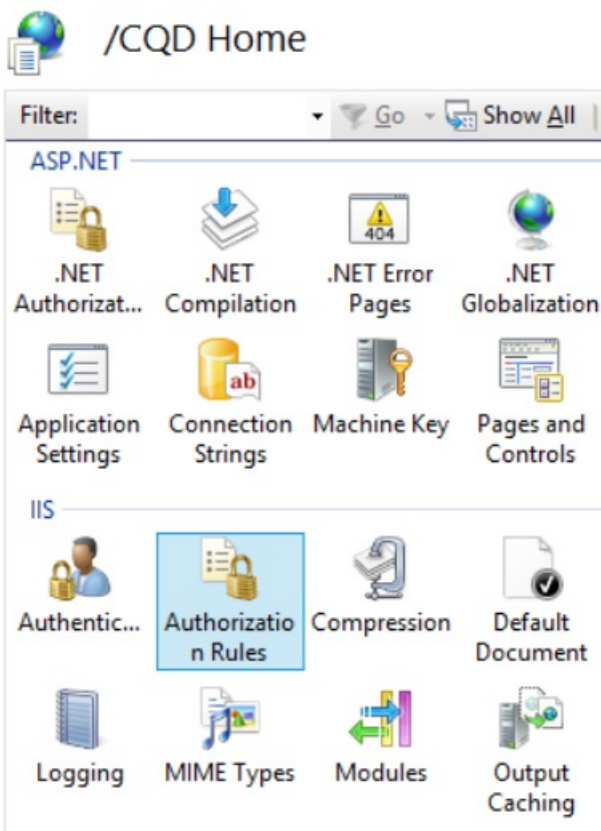 /CQD Home
Filter: Go Show All
ASP.NET
404
.NET Authorizat...
.NET Compilation
.NET Error Pages
.NET Globalization
ab
Application Settings
Connection Strings
Machine Key
Pages and Controls
IIS
Authentic...
Authorizatio
n Rules
Compression
Default Document
Logging
MIME Types
Modules
Output Caching